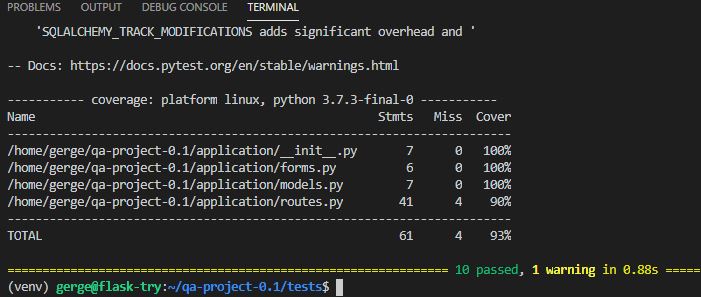 PROBLEMS OUTPUT DEBUG CONSOLE TERMINAL
'SQLALCHEMY_TRACK_MODIFICATIONS adds significant overhead and '
-- Docs: https://docs.pytest.org/en/stable/warnings.html
----------- coverage: platform linux, python 3.7.3-final-0 -----------
Name Stmts Miss Cover
----------------------------------------------------------------------
/home/gerge/qa-project-0.1/application/__init__.py 7 0 100%
/home/gerge/qa-project-0.1/application/forms.py 6 0 100%
/home/gerge/qa-project-0.1/application/models.py 7 0 100%
/home/gerge/qa-project-0.1/application/routes.py 41 4 90%
----------------------------------------------------------------------
TOTAL 61 4 93%
============================================================== 10 passed, 1 warning in 0.88s =====
(venv) gerge@flask-try:~/qa-project-0.1/tests$